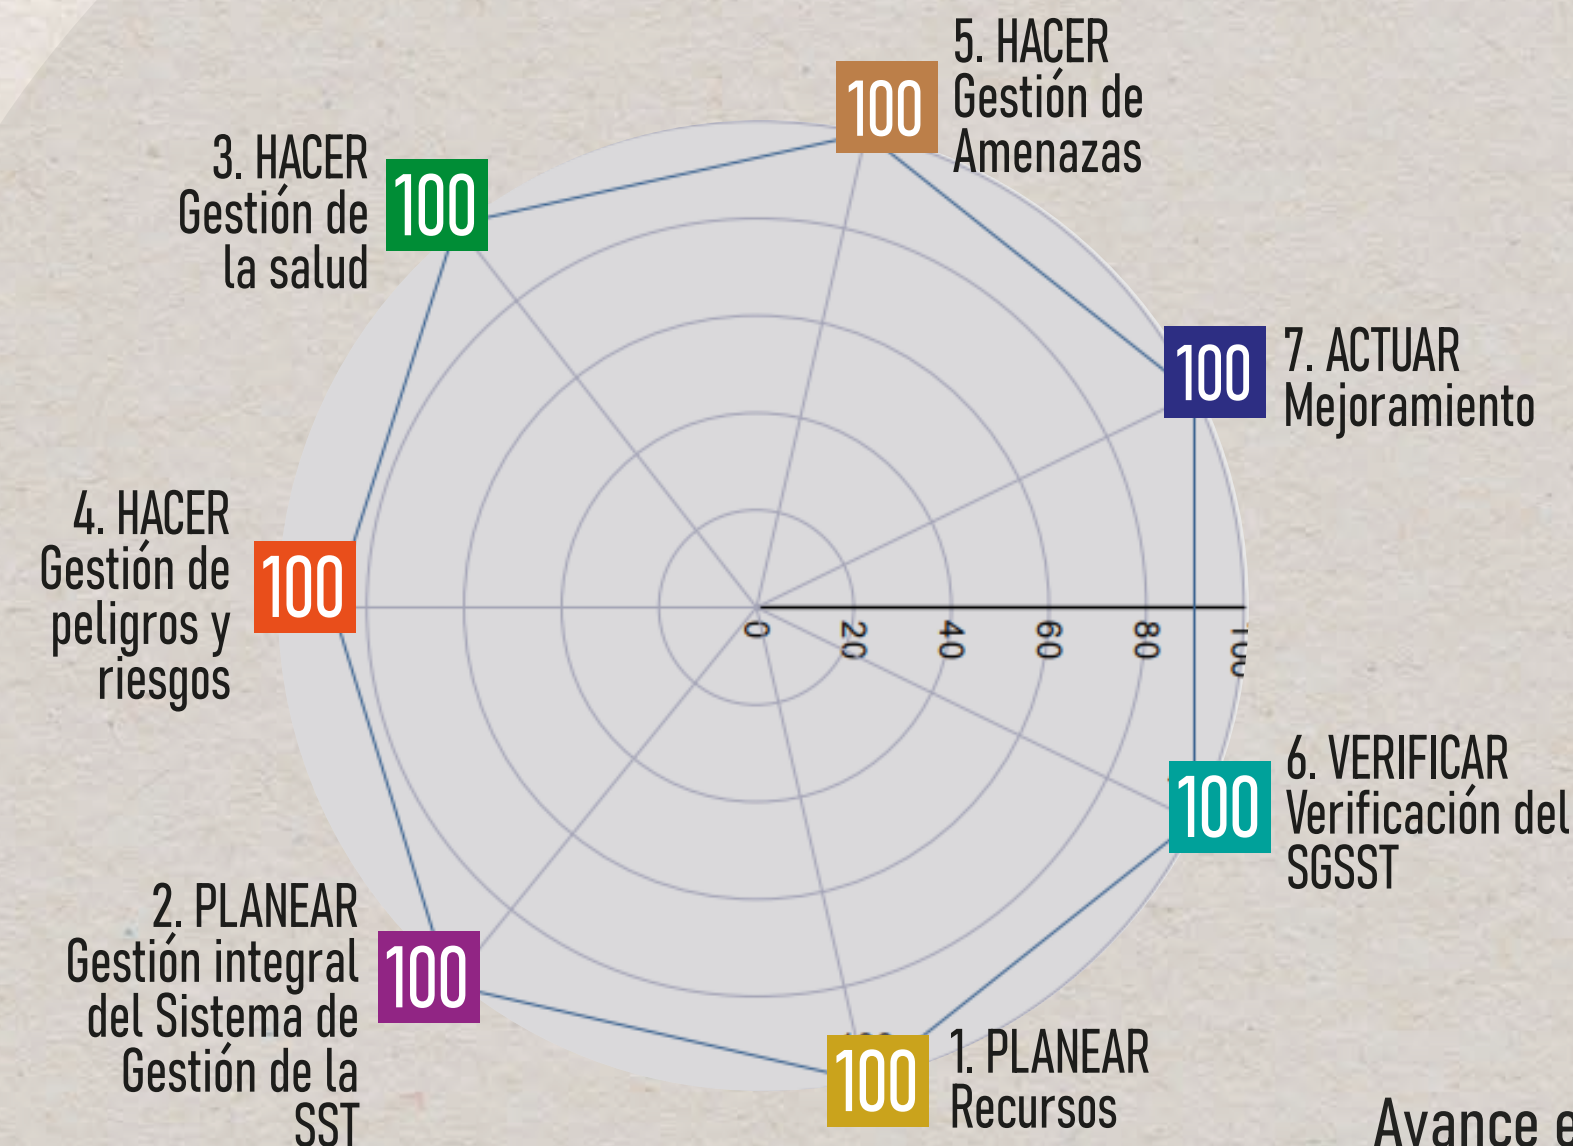 5. HACER
Gestión de
Amenazas
100
3. HACER
Gestión de
la salud
100
7. ACTUAR
Mejoramiento
100
4. HACER
Gestión de
peligros y
riesgos
100
0
20
40
60
80
100
6. VERIFICAR
Verificación del
SGSST
100
2. PLANEAR
Gestión integral
del Sistema de
Gestión de la
SST
100
1. PLANEAR
Recursos
100
Avance e